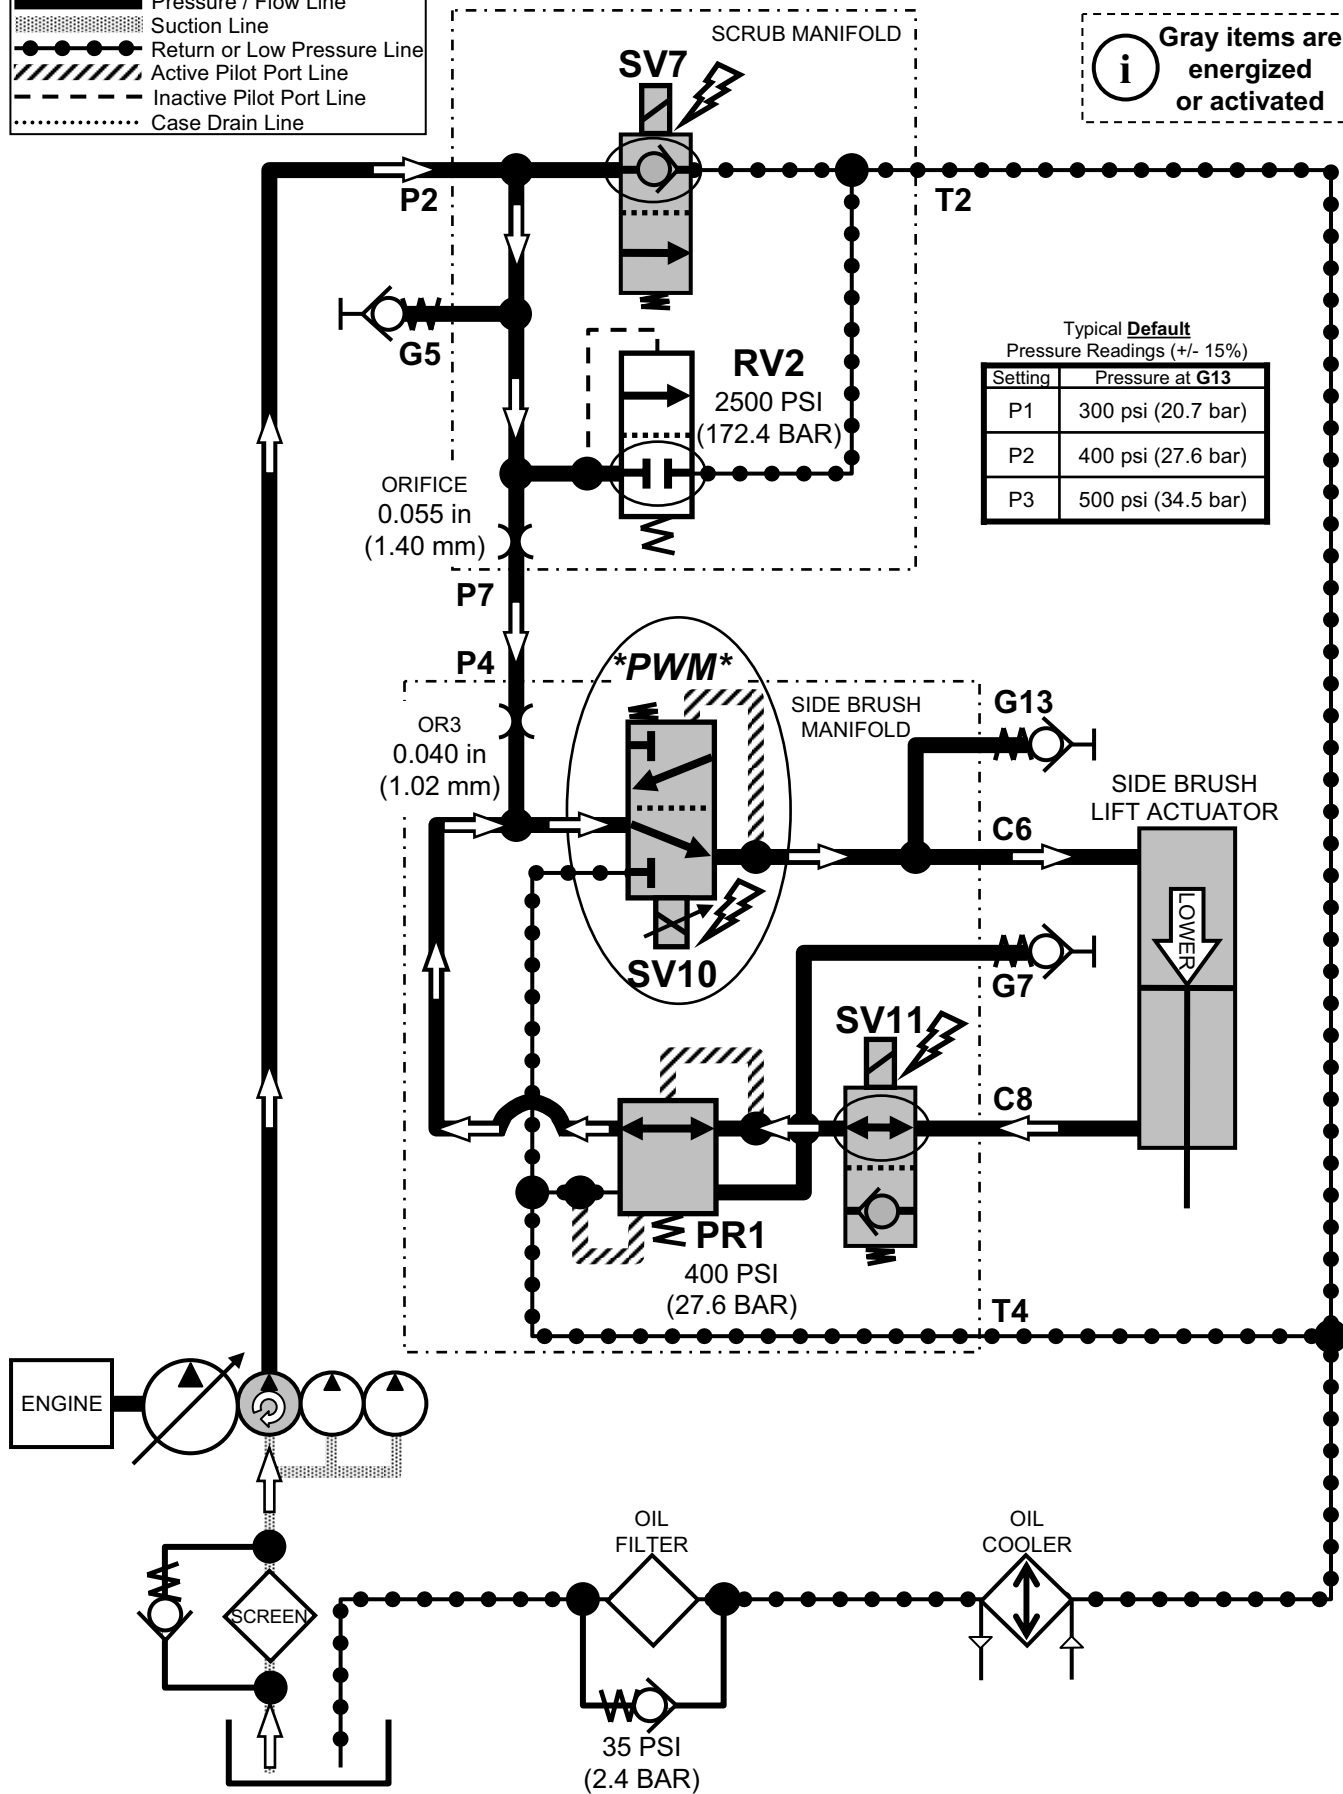 Pressure / Flow Line
Suction Line
Return or Low Pressure Line
Active Pilot Port Line
Inactive Pilot Port Line
Case Drain Line
SCRUB MANIFOLD
i
Gray items are
energized
or activated
SV7
P2
T2
G5
RV2
2500 PSI
(172.4 BAR)
Typical Default
Pressure Readings (+/- 15%)
Setting Pressure at G13
P1 300 psi (20.7 bar)
P2 400 psi (27.6 bar)
P3 500 psi (34.5 bar)
ORIFICE
0.055 in
(1.40 mm)
P7
P4
*PWM*
SIDE BRUSH
MANIFOLD
G13
OR3
0.040 in
(1.02 mm)
SIDE BRUSH
LIFT ACTUATOR
C6
LOWER
SV10
G7
SV11
C8
PR1
400 PSI
(27.6 BAR)
T4
ENGINE
OIL
FILTER
OIL
COOLER
SCREEN
35 PSI
(2.4 BAR)